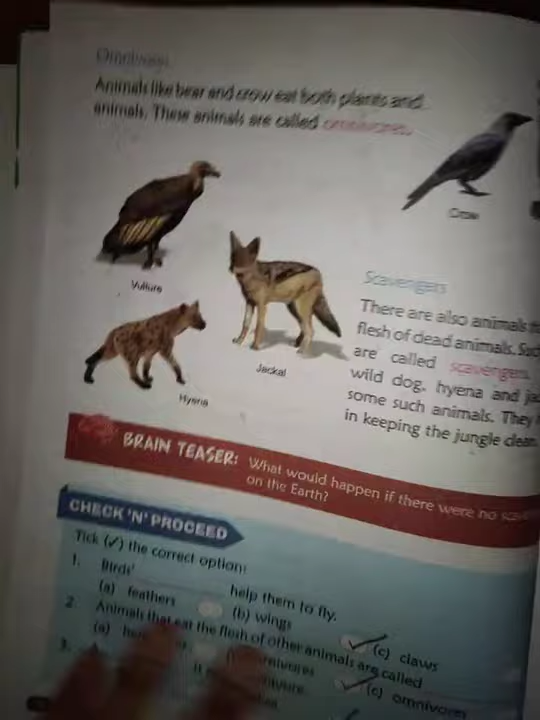 Omnivores
Animals like bear and crow eat both plants and
animals. These animals are called omnivores.
Crow
Vulture
Scavengers
There are also animals
flesh of dead animals. Such
are called scavengers.
Jackal
wild dog, hyena and
Hyena
some such animals. They
in keeping the jungle clean.
BRAIN TEASER: What would happen if there were no
on the Earth?
CHECK 'N' PROCEED
Tick (✓) the correct option:
1. Birds' ________ help them to fly.
(a) feathers (b) wings (c) claws
2. Animals that eat the flesh of other animals are called
(a) (c) omnivores
3.